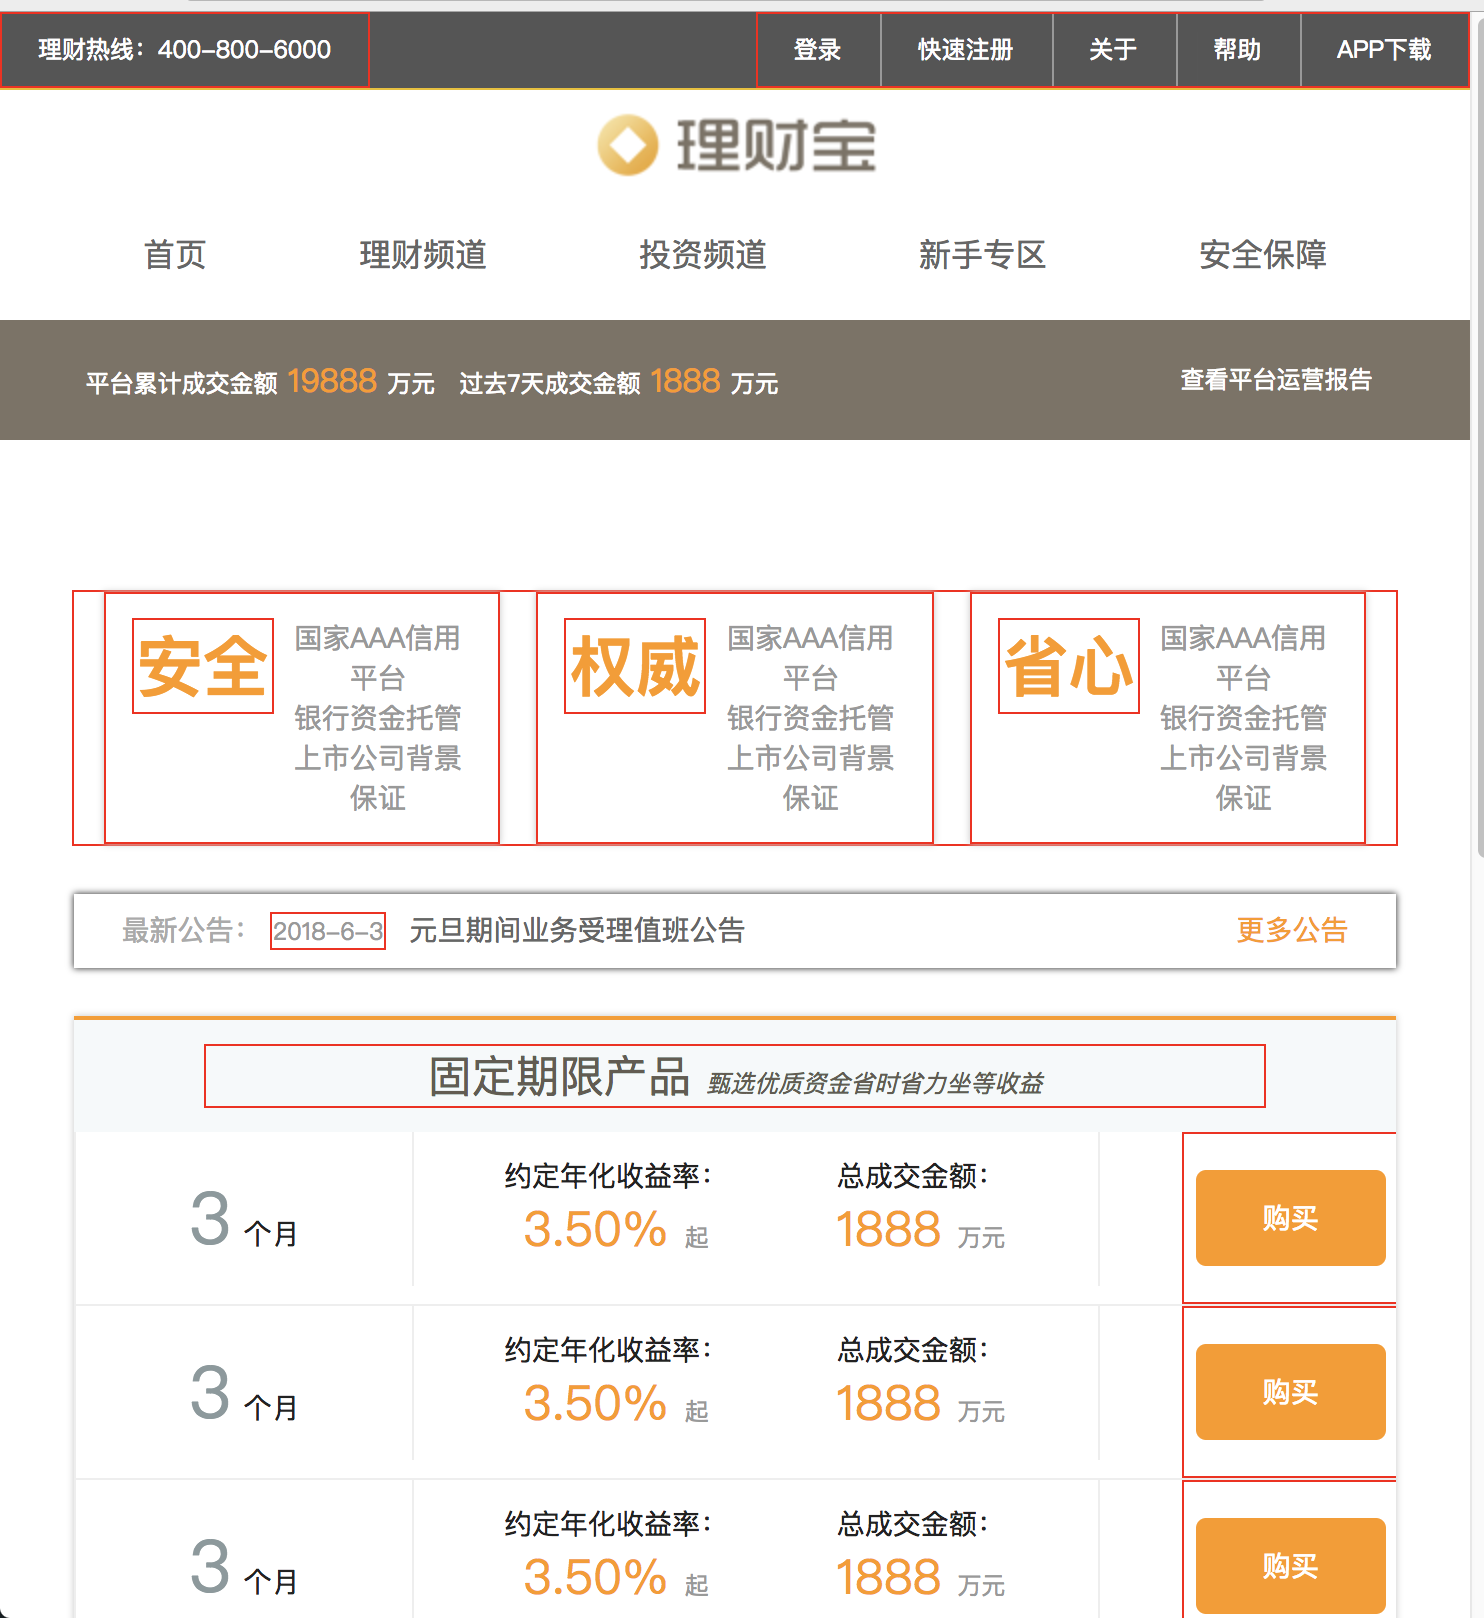 理财热线：400-800-6000 登录 快速注册 关于 帮助 APP下载
理财宝
首页 理财频道 投资频道 新手专区 安全保障
平台累计成交金额 19888 万元 过去7天成交金额 1888 万元 查看平台运营报告
安全
国家AAA信用
平台
银行资金托管
上市公司背景
保证
权威
国家AAA信用
平台
银行资金托管
上市公司背景
保证
省心
国家AAA信用
平台
银行资金托管
上市公司背景
保证
最新公告： 2018-6-3 元旦期间业务受理值班公告 更多公告
固定期限产品 甄选优质资金省时省力坐等收益
3 个月
约定年化收益率：
3.50% 起
总成交金额：
1888 万元
购买
3 个月
约定年化收益率：
3.50% 起
总成交金额：
1888 万元
购买
3 个月
约定年化收益率：
3.50% 起
总成交金额：
1888 万元
购买